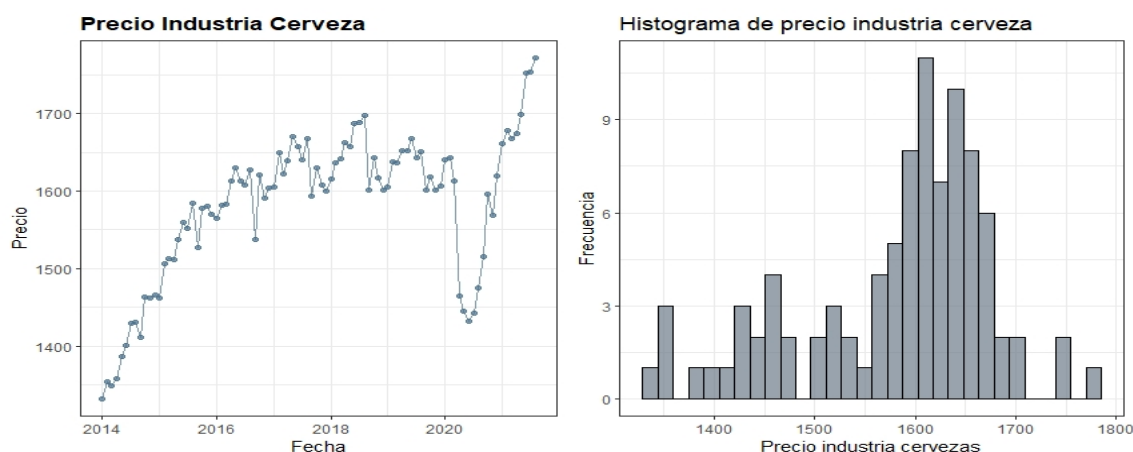 Precio Industria Cerveza
Precio
1700
1600
1500
1400
2014
2016
2018
2020
Fecha
Histograma de precio industria cerveza
Frecuencia
9
6
3
0
1400
1500
1600
1700
1800
Precio industria cervezas